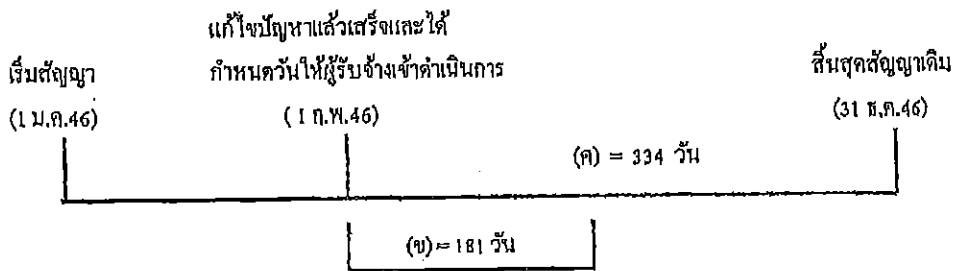 แก้ไขปัญหาแล้วเสร็จและได้
เริ่มสัญญา กำหนดวันให้ผู้รับจ้างเข้าดำเนินการ สิ้นสุดสัญญาเดิม
(1 ม.ค.46) (1 ก.พ.46) (31 ธ.ค.46)
(ค) = 334 วัน
(ข) = 181 วัน